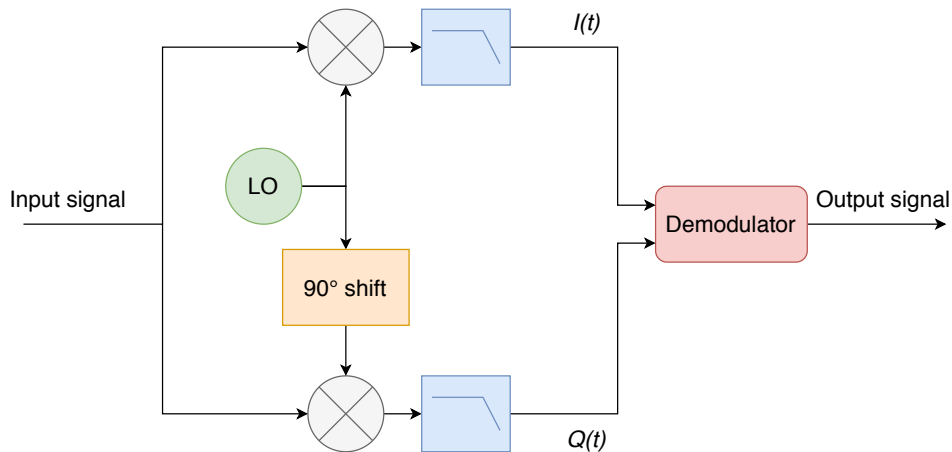 I(t)
LO
Input signal
Output signal
Demodulator
90° shift
Q(t)